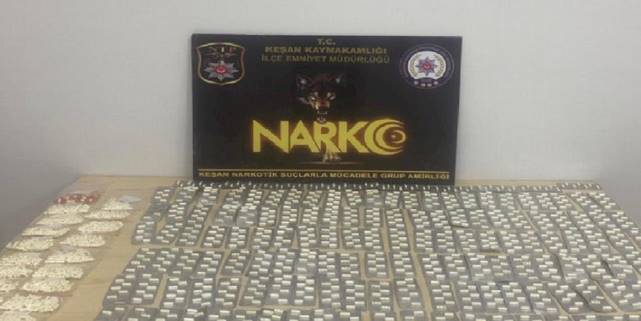 T.C.
KEŞAN KAYMAKAMLIĞI
İLÇE EMNİYET MÜDÜRLÜĞÜ
NARKO
KEŞAN NARKOTİK SUÇLARLA MÜCADELE GRUP AMİRLİĞİ